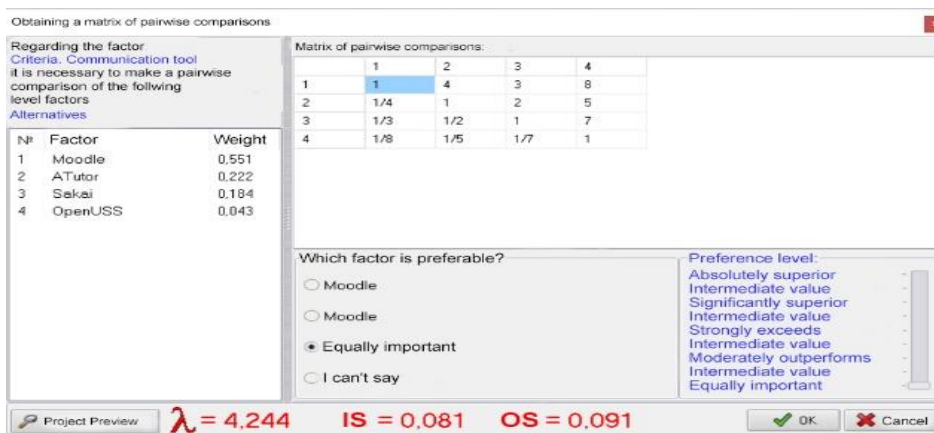 Obtaining a matrix of pairwise comparisons
Regarding the factor
Criteria. Communication tool
it is necessary to make a pairwise
comparison of the follwing
level factors
Alternatives
№ Factor Weight
1 Moodle 0,551
2 ATutor 0,222
3 Sakai 0,184
4 OpenUSS 0,043
Matrix of pairwise comparisons:
1 2 3 4
1 1 4 3 8
2 1/4 1 2 5
3 1/3 1/2 1 7
4 1/8 1/5 1/7 1
Which factor is preferable?
Moodle
Moodle
Equally important
I can't say
Preference level:
Absolutely superior
Intermediate value
Significantly superior
Intermediate value
Strongly exceeds
Intermediate value
Moderately outperforms
Intermediate value
Equally important
Project Preview λ = 4,244 IS = 0,081 OS = 0,091 OK Cancel